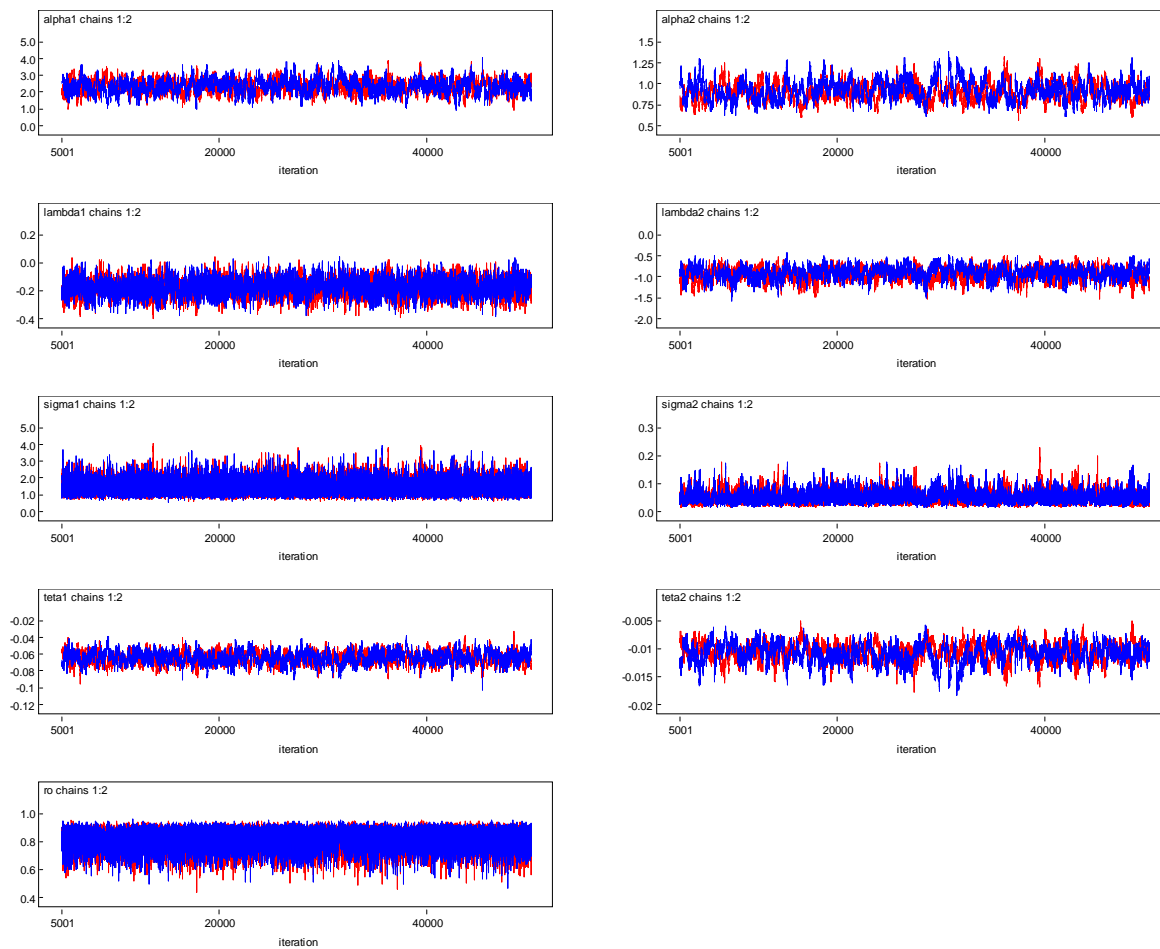 alpha1 chains 1:2
5.0
4.0
3.0
2.0
1.0
0.0
5001 20000 40000
iteration
alpha2 chains 1:2
1.5
1.25
1.0
0.75
0.5
5001 20000 40000
iteration
lambda1 chains 1:2
0.2
0.0
-0.2
-0.4
5001 20000 40000
iteration
lambda2 chains 1:2
0.0
-0.5
-1.0
-1.5
-2.0
5001 20000 40000
iteration
sigma1 chains 1:2
5.0
4.0
3.0
2.0
1.0
0.0
5001 20000 40000
iteration
sigma2 chains 1:2
0.3
0.2
0.1
0.0
5001 20000 40000
iteration
teta1 chains 1:2
-0.02
-0.04
-0.06
-0.08
-0.1
-0.12
5001 20000 40000
iteration
teta2 chains 1:2
-0.005
-0.01
-0.015
-0.02
5001 20000 40000
iteration
ro chains 1:2
1.0
0.8
0.6
0.4
5001 20000 40000
iteration